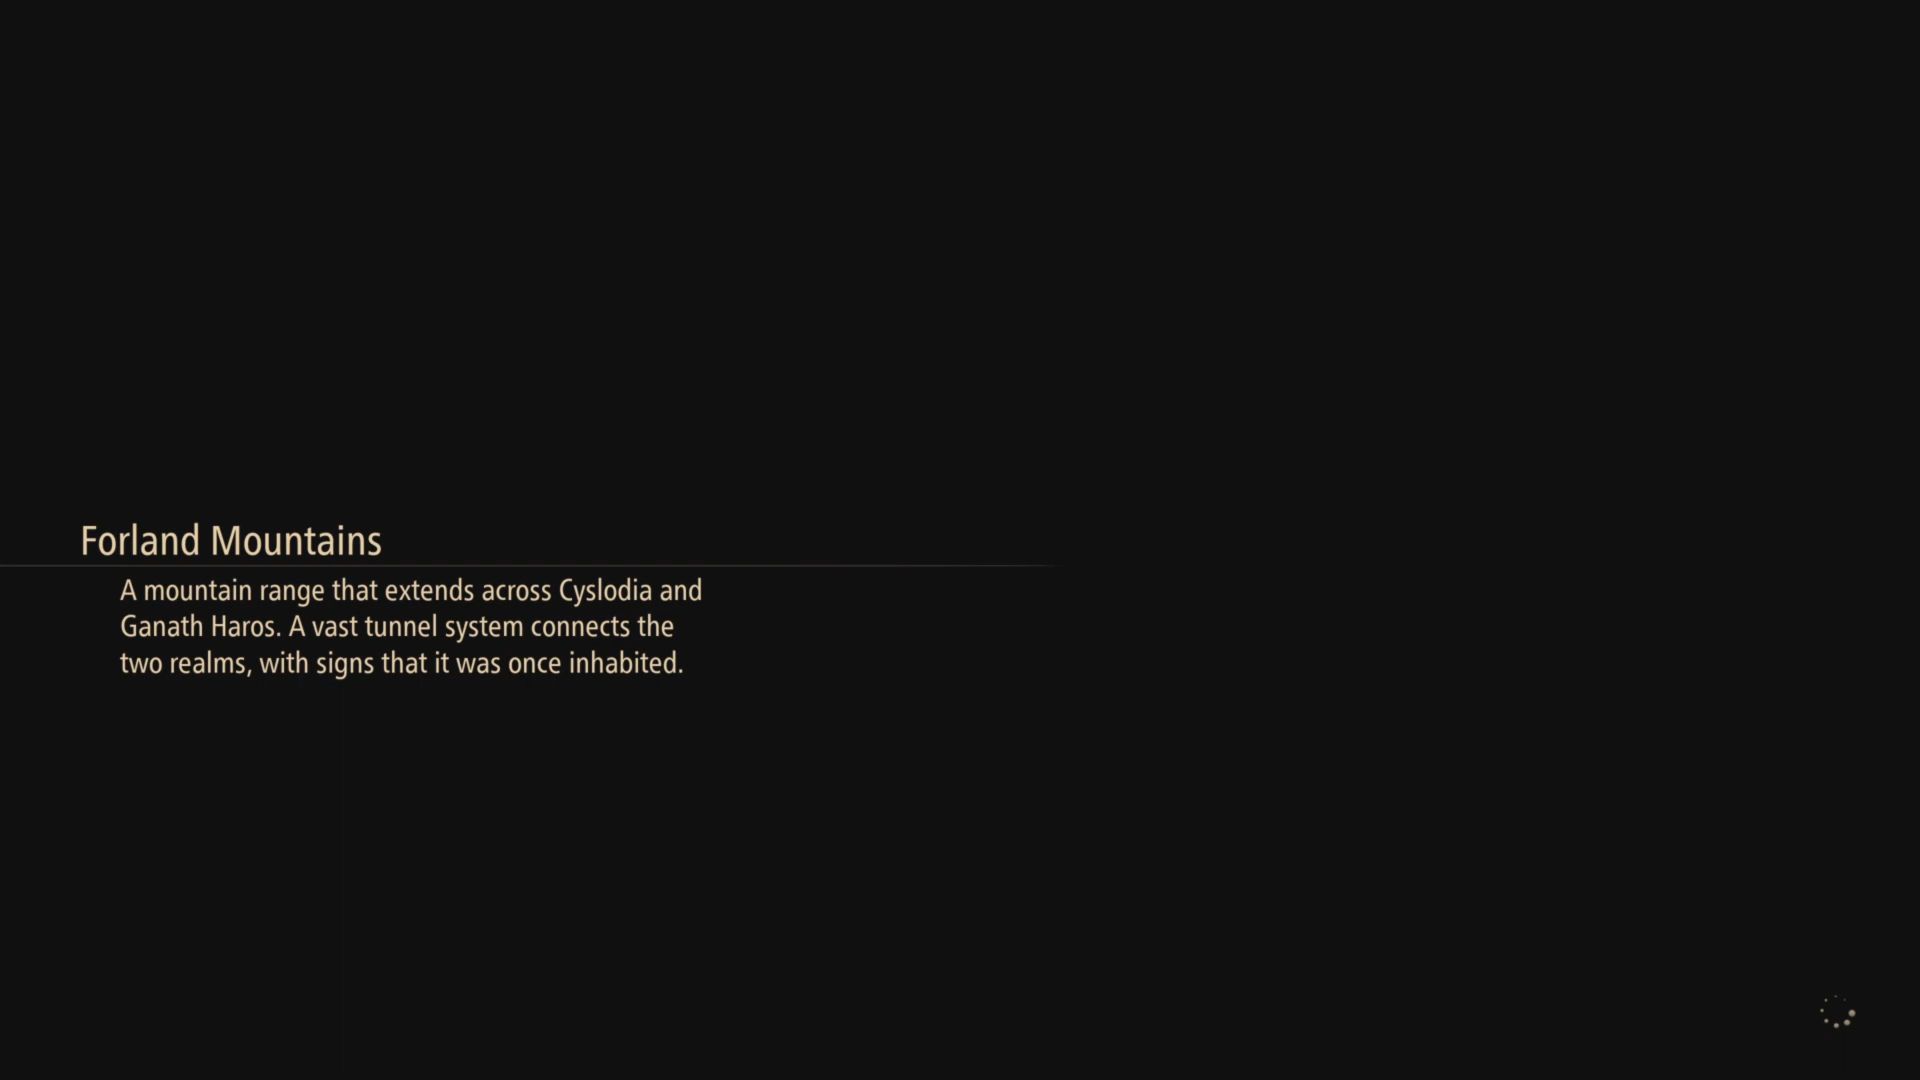 Forland Mountains
A mountain range that extends across Cyslodia and
Ganath Haros. A vast tunnel system connects the
two realms, with signs that it was once inhabited.